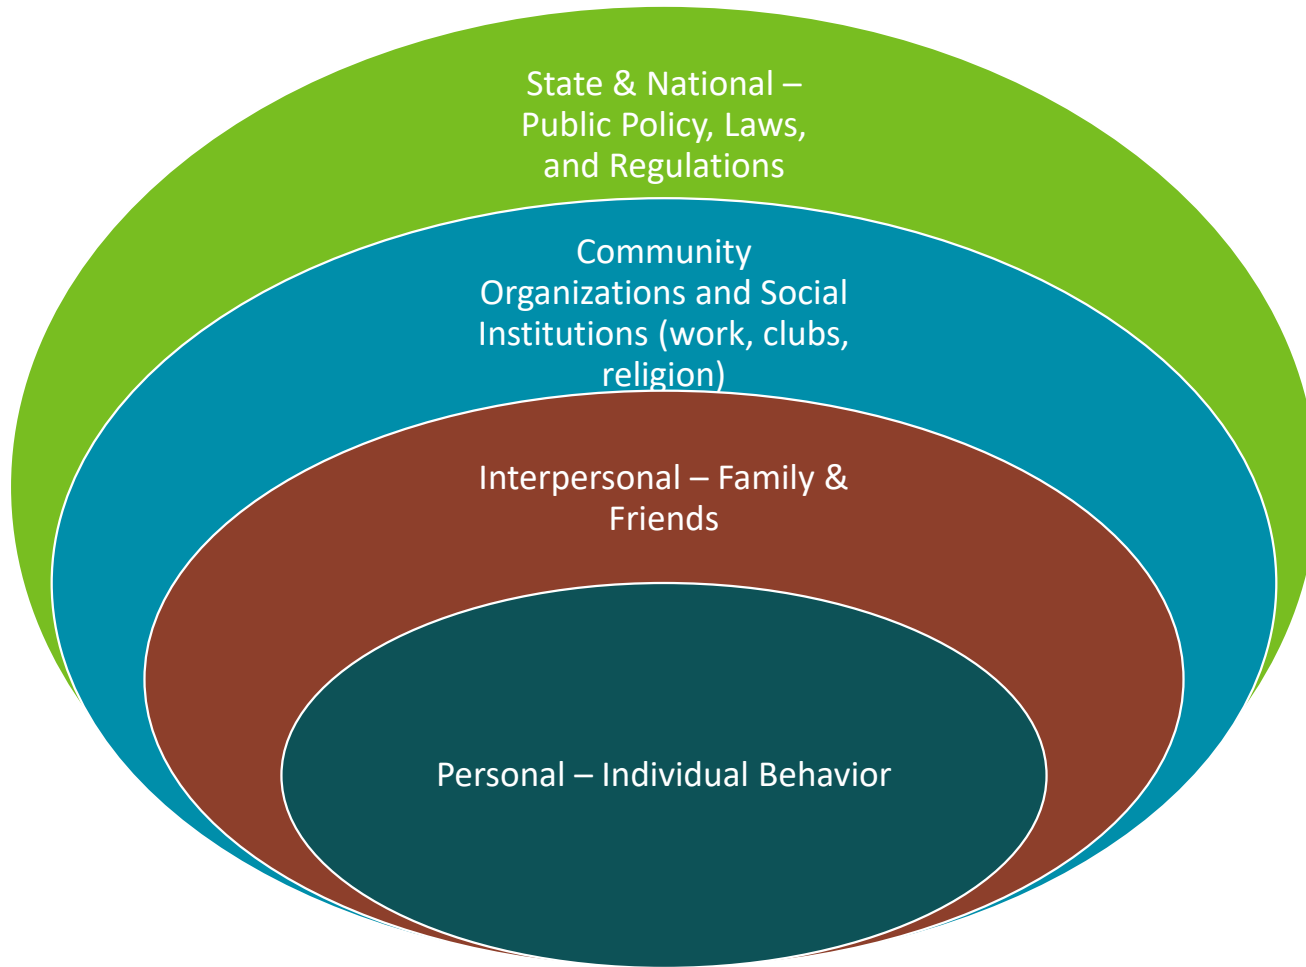 State & National –
Public Policy, Laws,
and Regulations
Community
Organizations and Social
Institutions (work, clubs,
religion)
Interpersonal – Family &
Friends
Personal – Individual Behavior